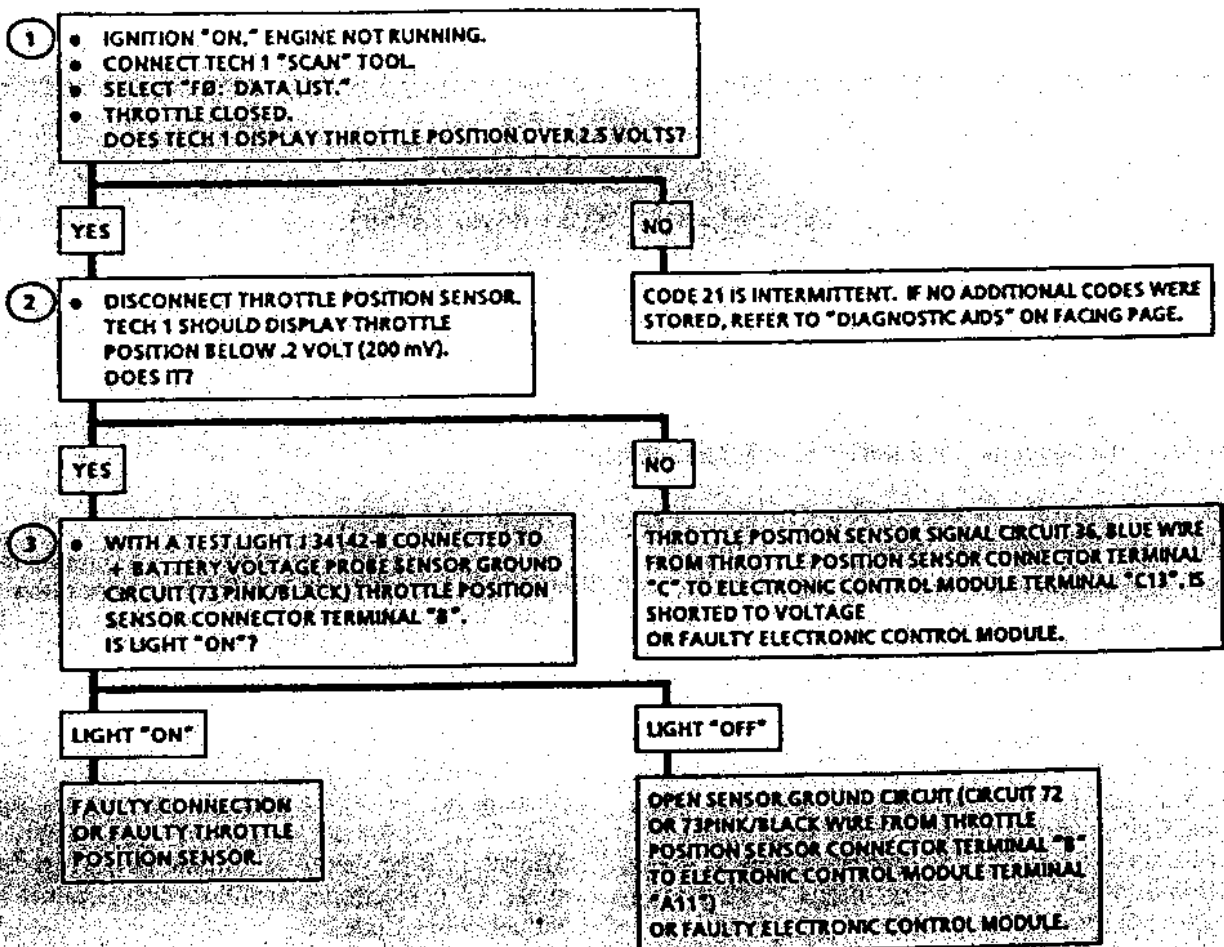 1
• IGNITION "ON," ENGINE NOT RUNNING.
• CONNECT TECH 1 "SCAN" TOOL.
• SELECT "FØ: DATA LIST."
• THROTTLE CLOSED.
DOES TECH 1 DISPLAY THROTTLE POSITION OVER 2.5 VOLTS?
YES
NO
2
• DISCONNECT THROTTLE POSITION SENSOR.
TECH 1 SHOULD DISPLAY THROTTLE
POSITION BELOW .2 VOLT (200 mV).
DOES IT?
CODE 21 IS INTERMITTENT. IF NO ADDITIONAL CODES WERE
STORED, REFER TO "DIAGNOSTIC AIDS" ON FACING PAGE.
YES
NO
3
• WITH A TEST LIGHT J 34142-B CONNECTED TO
+ BATTERY VOLTAGE PROBE SENSOR GROUND
CIRCUIT (73 PINK/BLACK) THROTTLE POSITION
SENSOR CONNECTOR TERMINAL "B".
IS LIGHT "ON"?
THROTTLE POSITION SENSOR SIGNAL CIRCUIT 36, BLUE WIRE
FROM THROTTLE POSITION SENSOR CONNECTOR TERMINAL
"C" TO ELECTRONIC CONTROL MODULE TERMINAL "C13", IS
SHORTED TO VOLTAGE
OR FAULTY ELECTRONIC CONTROL MODULE.
LIGHT "ON"
LIGHT "OFF"
FAULTY CONNECTION
OR FAULTY THROTTLE
POSITION SENSOR.
OPEN SENSOR GROUND CIRCUIT (CIRCUIT 72
OR 73PINK/BLACK WIRE FROM THROTTLE
POSITION SENSOR CONNECTOR TERMINAL "B"
TO ELECTRONIC CONTROL MODULE TERMINAL
"A11")
OR FAULTY ELECTRONIC CONTROL MODULE.